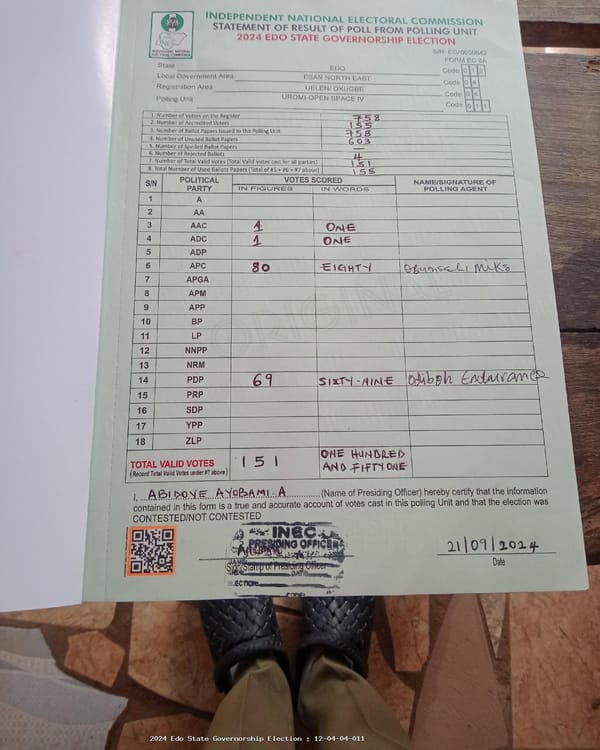 INDEPENDENT NATIONAL ELECTORAL COMMISSION
STATEMENT OF RESULT OF POLL FROM POLLING UNIT
2024 EDO STATE GOVERNORSHIP ELECTION
FORM EC 8A
State EDO Code 0 1 2
Local Government Area ESAN NORTH EAST Code 0 4
Registration Area UELEN/ OKUGBE Code 0 4
Polling Unit UROMI-OPEN SPACE IV Code 0 1 1
1. Number of Voters on the Register 758
2. Number of Accredited Voters 155
3. Number of Ballot Papers Issued to the Polling Unit 758
4. Number of Unused Ballot Papers 603
5. Number of Spoiled Ballot Papers —
6. Number of Rejected Ballots 4
7. Number of Total Valid Votes (Total Valid Votes cast for all parties) 151
8. Total Number of Used Ballots Papers (Total of #5 + #6 + #7 above) 155
S/N POLITICAL PARTY VOTES SCORED IN FIGURES IN WORDS NAME/SIGNATURE OF POLLING AGENT
1 A
2 AA
3 AAC 1 ONE
4 ADC 1 ONE
5 ADP
6 APC 80 EIGHTY
7 APGA
8 APM
9 APP
10 BP
11 LP
12 NNPP
13 NRM
14 PDP 69 SIXTY-NINE Odiboh Endurance
15 PRP
16 SDP
17 YPP
18 ZLP
ORIGINAL
TOTAL VALID VOTES 151 ONE HUNDRED AND FIFTY ONE
(Record Total Valid Votes under #7 above)
I, ABIDOYE AYOBAMI .A (Name of Presiding Officer) hereby certify that the information
contained in this form is a true and accurate account of votes cast in this polling Unit and that the election was
CONTESTED/NOT CONTESTED
INEC
PRESIDING OFFICER
Stamp of Presiding Officer
21/09/2024
Date
2024 Edo State Governorship Election : 12-04-04-011